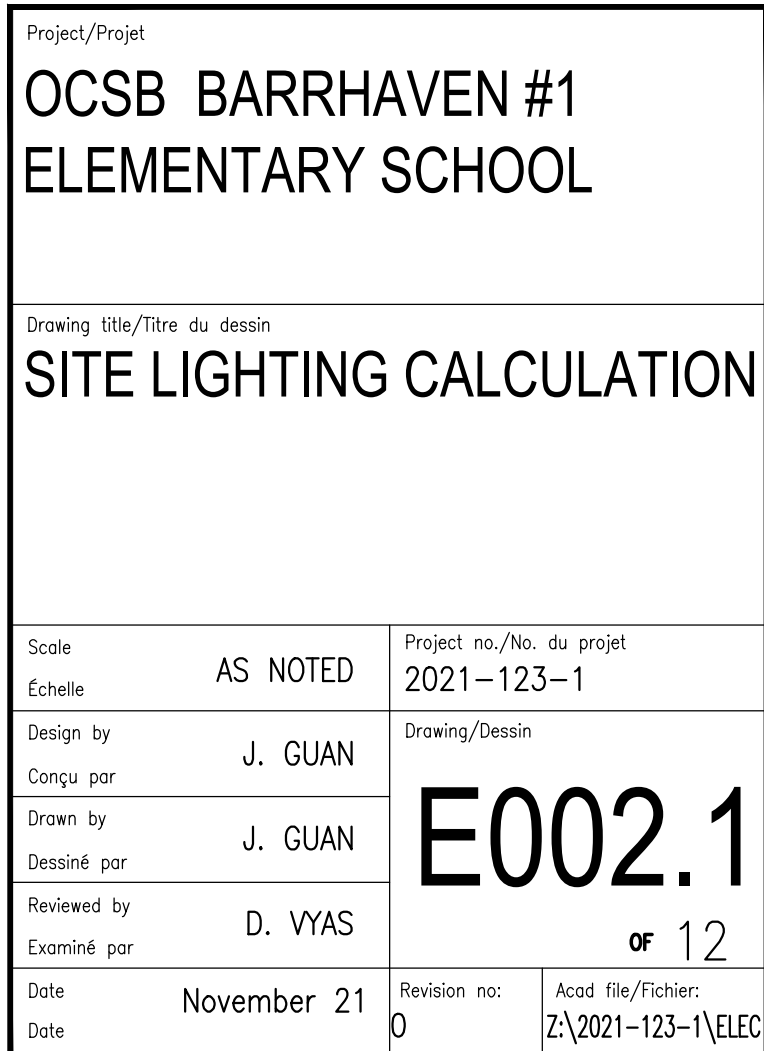 Project/Projet
OCSB BARRHAVEN #1
ELEMENTARY SCHOOL
Drawing title/Titre du dessin
SITE LIGHTING CALCULATION
Scale
Échelle
AS NOTED
Project no./No. du projet
2021-123-1
Design by
Conçu par
J. GUAN
Drawing/Dessin
E002.1
OF 12
Drawn by
Dessiné par
J. GUAN
Reviewed by
Examiné par
D. VYAS
Date
Date
November 21
Revision no:
0
Acad file/Fichier:
Z:\2021-123-1\ELEC